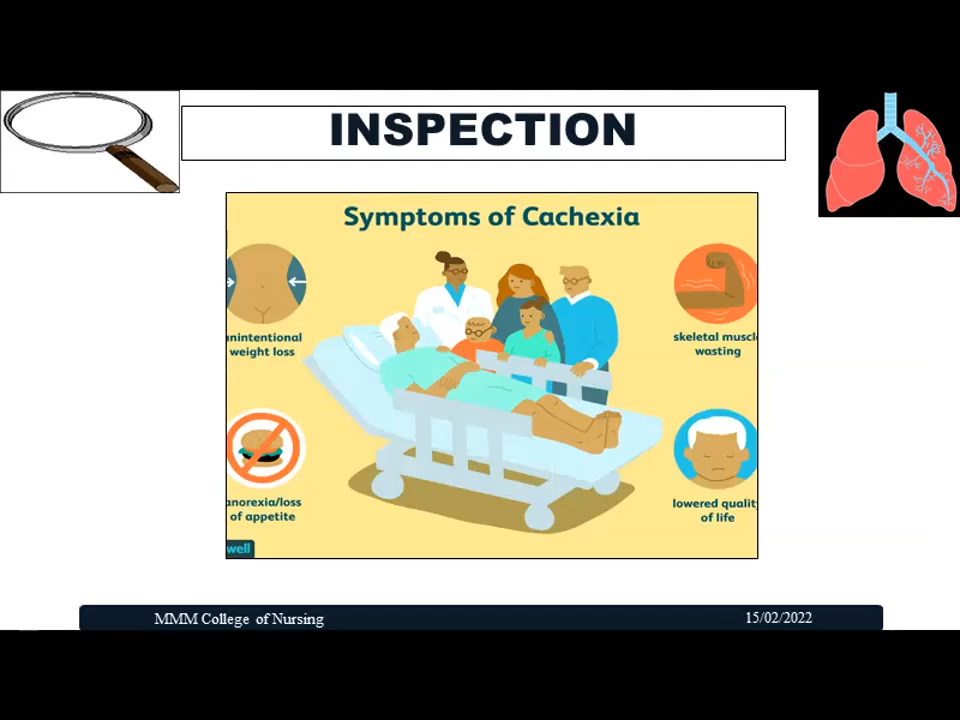 INSPECTION
Symptoms of Cachexia
unintentional
weight loss
skeletal muscle
wasting
anorexia/loss
of appetite
lowered quality
of life
well
MMM College of Nursing
15/02/2022